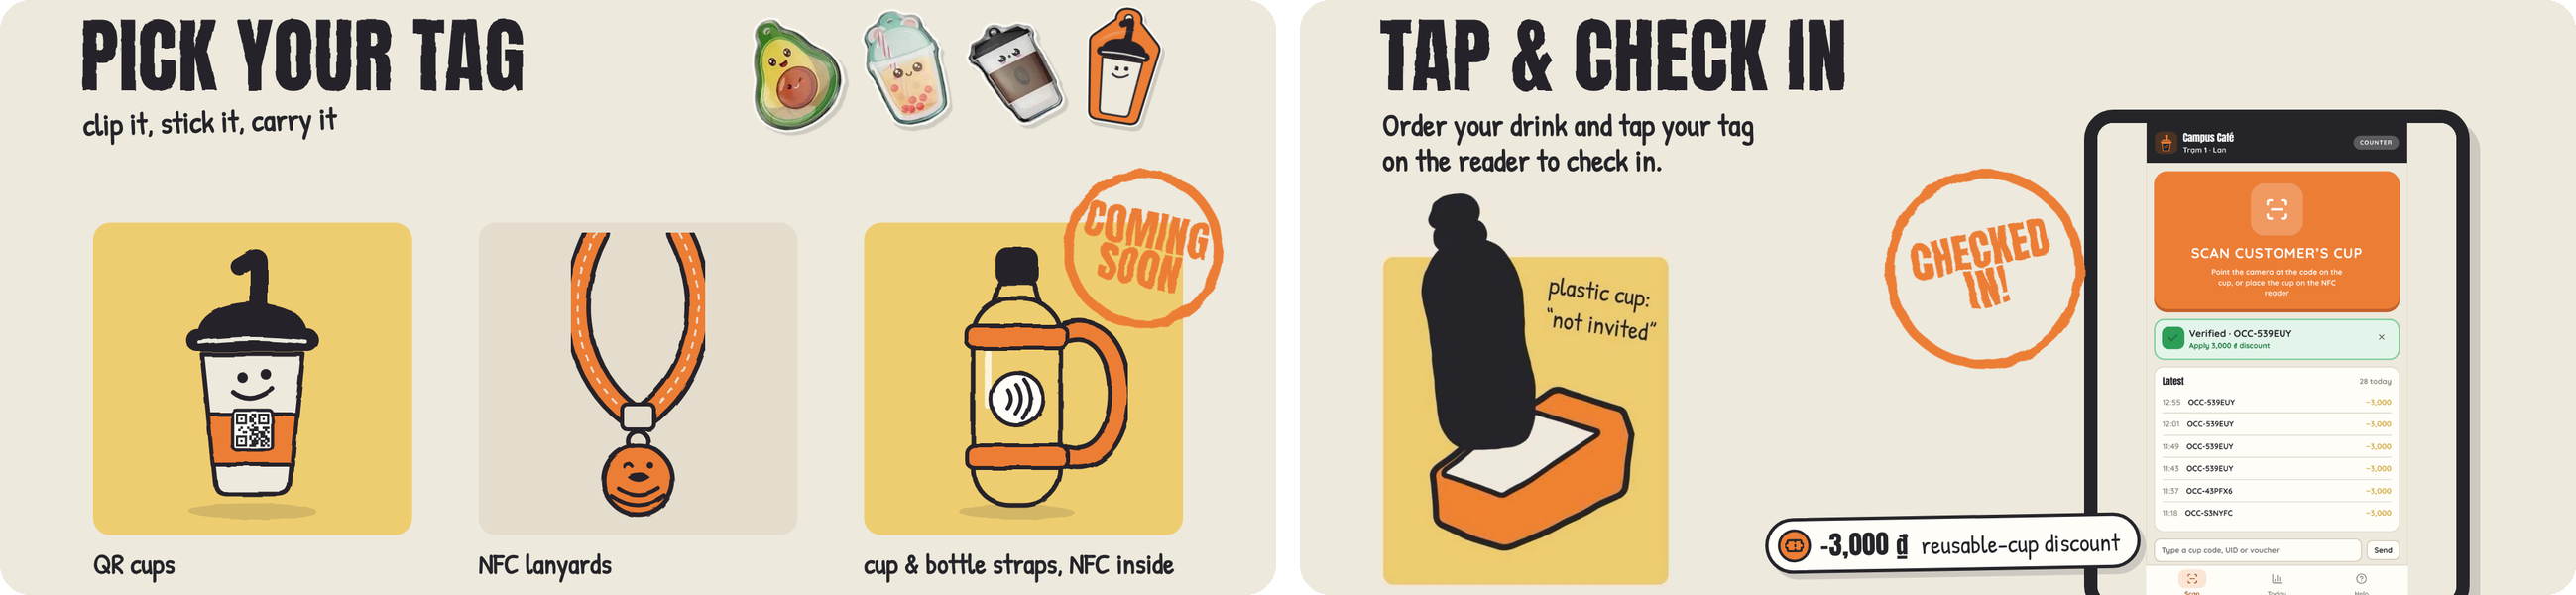 PICK YOUR TAG
clip it, stick it, carry it
COMING
SOON
QR cups
NFC lanyards
cup & bottle straps, NFC inside
TAP & CHECK IN
Order your drink and tap your tag
on the reader to check in.
plastic cup:
"not invited"
CHECKED
IN!
-3,000 ₫ reusable-cup discount
Campus Café
Trạm 1 · Lan
COUNTER
SCAN CUSTOMER'S CUP
Point the camera at the code on the
cup, or place the cup on the NFC
reader
Verified · OCC-539EUY
Apply 3,000 ₫ discount
Latest 28 today
12:55 OCC-539EUY -3,000
12:01 OCC-539EUY -3,000
11:49 OCC-539EUY -3,000
11:43 OCC-539EUY -3,000
11:37 OCC-43PFX6 -3,000
11:18 OCC-S3NYFC -3,000
Type a cup code, UID or voucher
Send
Scan Today Help